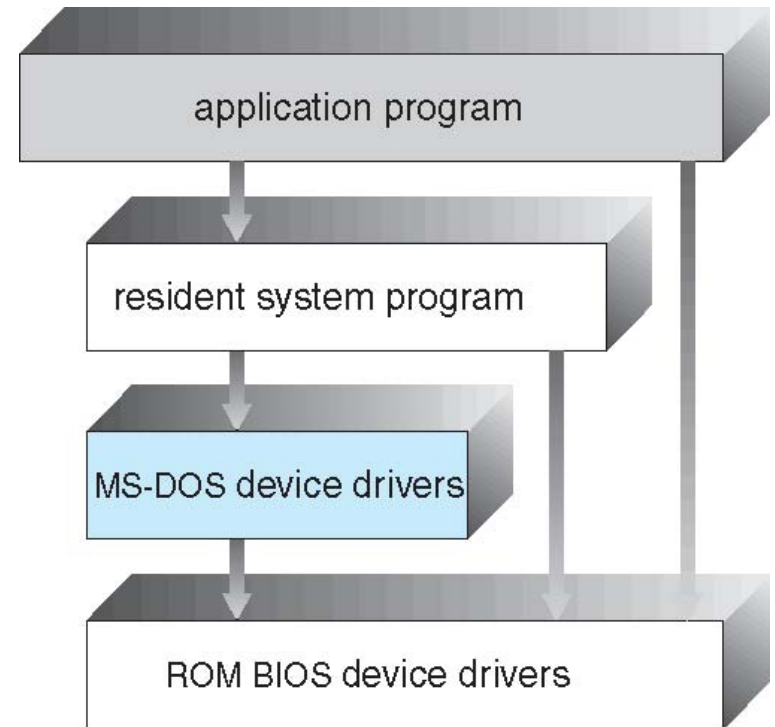 application program
resident system program
MS-DOS device drivers
ROM BIOS device drivers